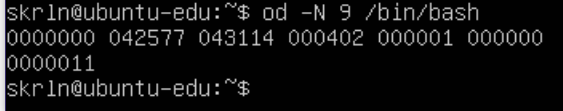 skrln@ubuntu-edu:~$ od -N 9 /bin/bash
0000000 042577 043114 000402 000001 000000
0000011
skrln@ubuntu-edu:~$